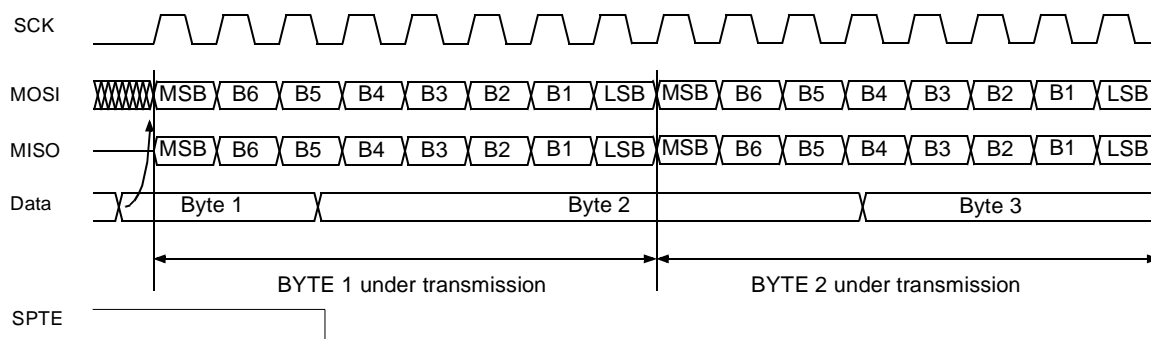 SCK
MOSI MSB B6 B5 B4 B3 B2 B1 LSB MSB B6 B5 B4 B3 B2 B1 LSB
MISO MSB B6 B5 B4 B3 B2 B1 LSB MSB B6 B5 B4 B3 B2 B1 LSB
Data Byte 1 Byte 2 Byte 3
BYTE 1 under transmission BYTE 2 under transmission
SPTE